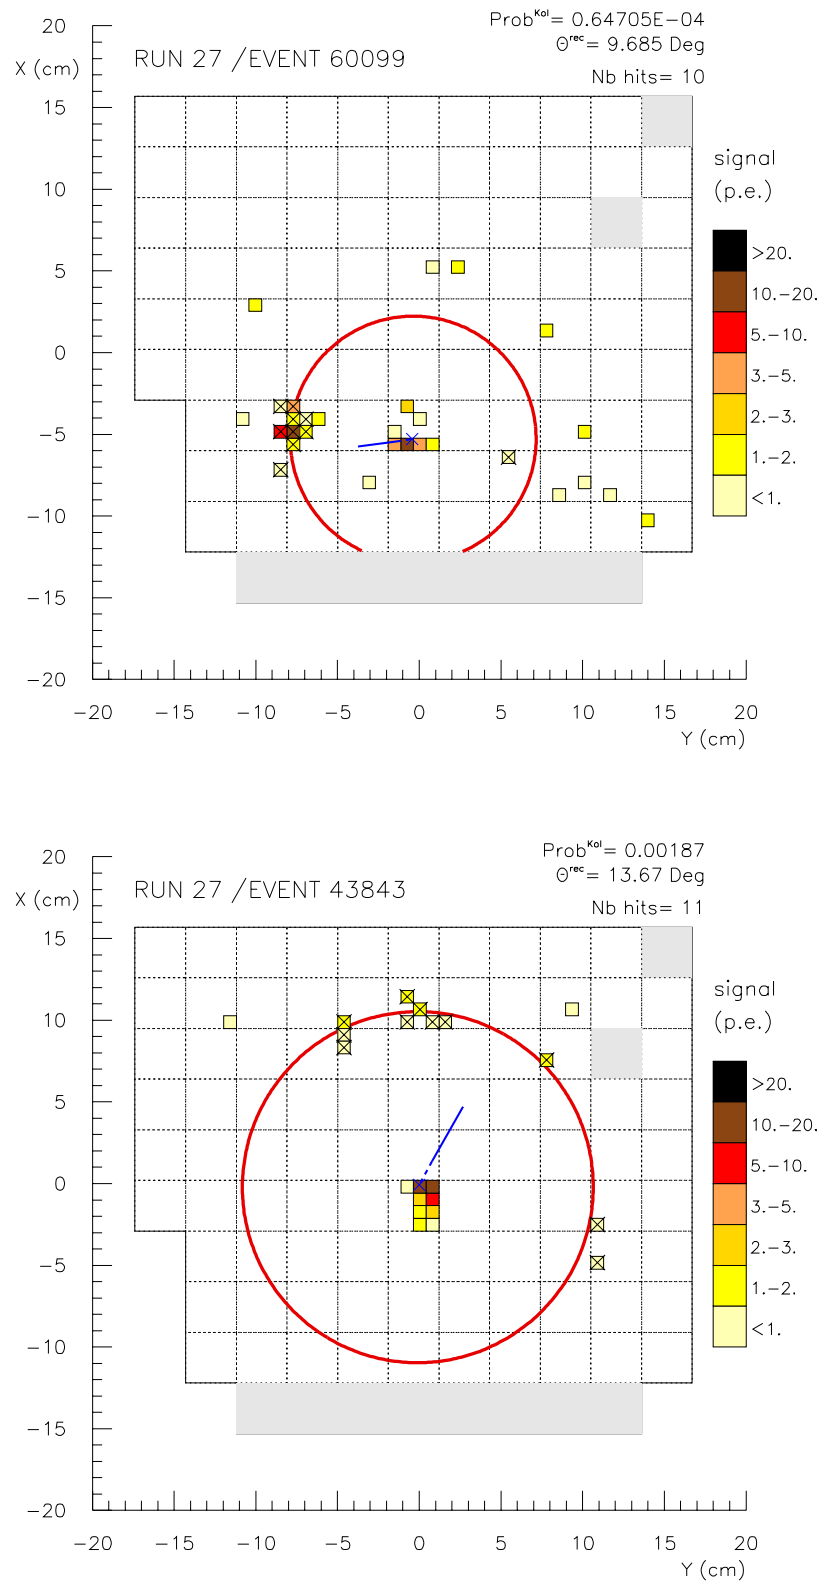 Prob^Kol = 0.64705E−04
Θ^rec = 9.685 Deg
Nb hits= 10
RUN 27 /EVENT 60099
X (cm)
20
15
10
5
0
−5
−10
−15
−20
−20 −15 −10 −5 0 5 10 15 20
Y (cm)
signal
(p.e.)
>20.
10.−20.
5.−10.
3.−5.
2.−3.
1.−2.
<1.
Prob^Kol = 0.00187
Θ^rec = 13.67 Deg
Nb hits= 11
RUN 27 /EVENT 43843
X (cm)
20
15
10
5
0
−5
−10
−15
−20
−20 −15 −10 −5 0 5 10 15 20
Y (cm)
signal
(p.e.)
>20.
10.−20.
5.−10.
3.−5.
2.−3.
1.−2.
<1.